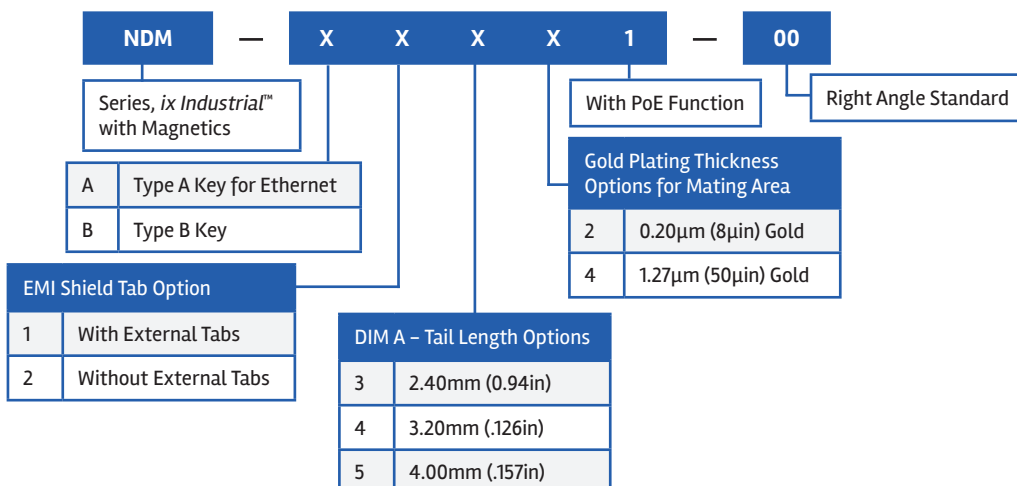 NDM — X X X X 1 — 00
Series, ix Industrial™
with Magnetics
With PoE Function
Right Angle Standard
A Type A Key for Ethernet
B Type B Key
Gold Plating Thickness
Options for Mating Area
2 0.20µm (8µin) Gold
4 1.27µm (50µin) Gold
EMI Shield Tab Option
1 With External Tabs
2 Without External Tabs
DIM A – Tail Length Options
3 2.40mm (0.94in)
4 3.20mm (.126in)
5 4.00mm (.157in)